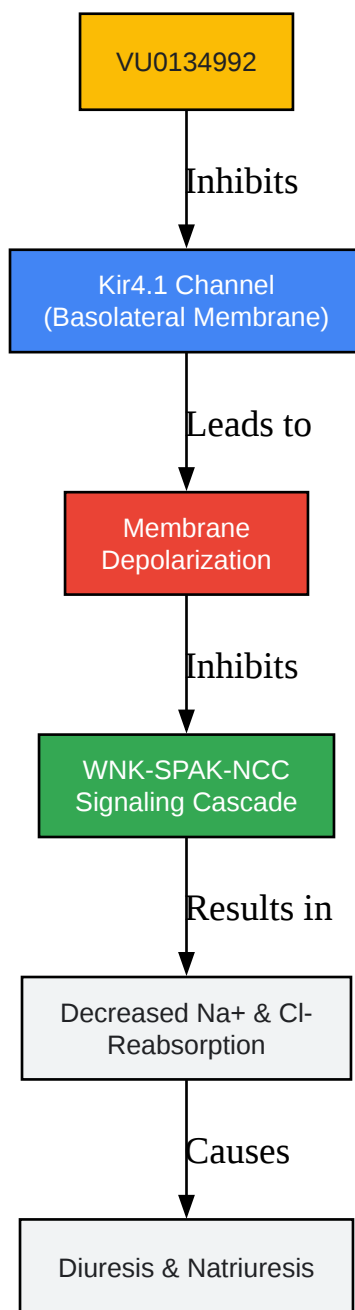 VU0134992
Inhibits
Kir4.1 Channel
(Basolateral Membrane)
Leads to
Membrane
Depolarization
Inhibits
WNK-SPAK-NCC
Signaling Cascade
Results in
Decreased Na+ & Cl-
Reabsorption
Causes
Diuresis & Natriuresis